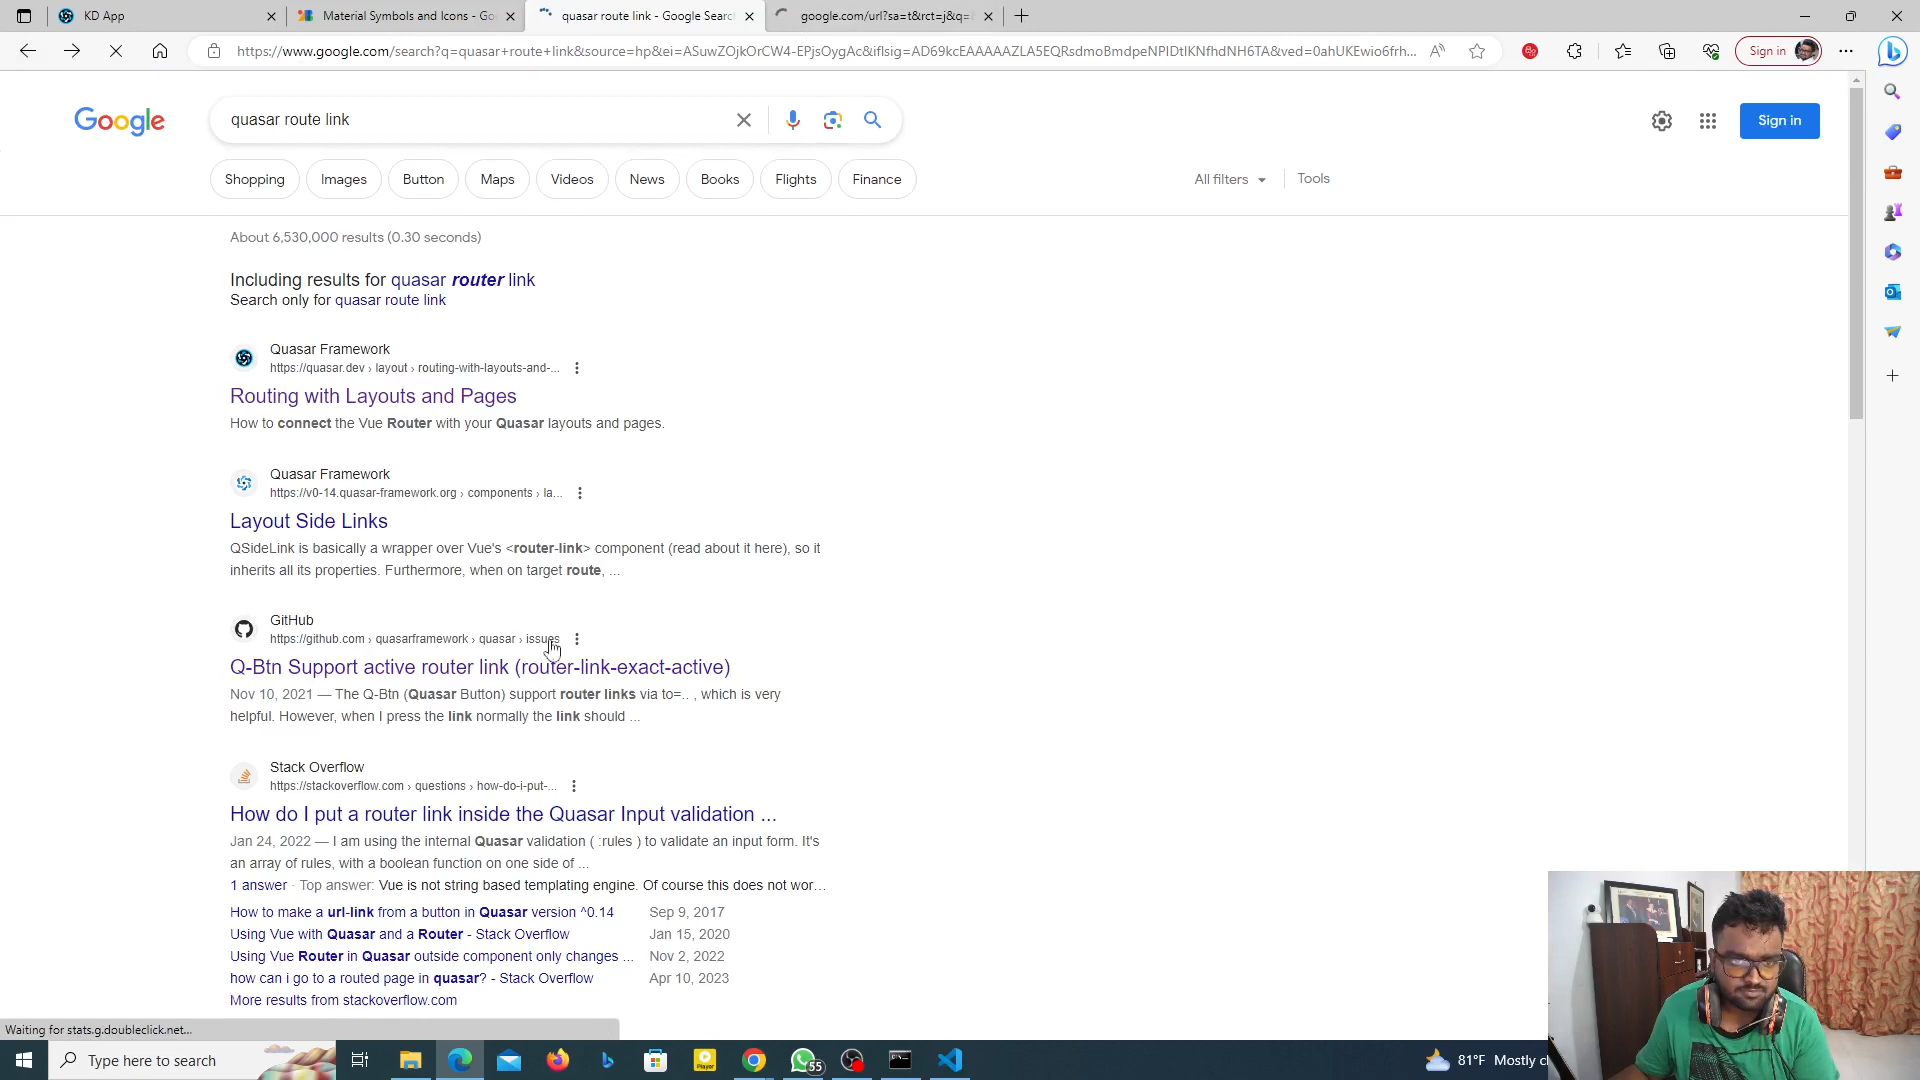 KD App
Material Symbols and Icons - Go
quasar route link - Google Searc
google.com/url?sa=t&rct=j&q=
https://www.google.com/search?q=quasar+route+link&source=hp&ei=ASuwZOjkOrCW4-EPjsOygAc&iflsig=AD69kcEAAAAAZLA5EQRsdmoBmdpeNPIDtIKNfhdNH6TA&ved=0ahUKEwio6frh...
Sign in
Google
quasar route link
Sign in
Shopping
Images
Button
Maps
Videos
News
Books
Flights
Finance
All filters
Tools
About 6,530,000 results (0.30 seconds)
Including results for quasar router link
Search only for quasar route link
Quasar Framework
https://quasar.dev › layout › routing-with-layouts-and-...
Routing with Layouts and Pages
How to connect the Vue Router with your Quasar layouts and pages.
Quasar Framework
https://v0-14.quasar-framework.org › components › la...
Layout Side Links
QSideLink is basically a wrapper over Vue's <router-link> component (read about it here), so it
inherits all its properties. Furthermore, when on target route, ...
GitHub
https://github.com › quasarframework › quasar › issues
Q-Btn Support active router link (router-link-exact-active)
Nov 10, 2021 — The Q-Btn (Quasar Button) support router links via to=.. , which is very
helpful. However, when I press the link normally the link should ...
Stack Overflow
https://stackoverflow.com › questions › how-do-i-put-...
How do I put a router link inside the Quasar Input validation ...
Jan 24, 2022 — I am using the internal Quasar validation ( :rules ) to validate an input form. It's
an array of rules, with a boolean function on one side of ...
1 answer · Top answer: Vue is not string based templating engine. Of course this does not wor...
How to make a url-link from a button in Quasar version ^0.14 Sep 9, 2017
Using Vue with Quasar and a Router - Stack Overflow Jan 15, 2020
Using Vue Router in Quasar outside component only changes ... Nov 2, 2022
how can i go to a routed page in quasar? - Stack Overflow Apr 10, 2023
More results from stackoverflow.com
Waiting for stats.g.doubleclick.net...
Type here to search
Player
55
81°F Mostly cl